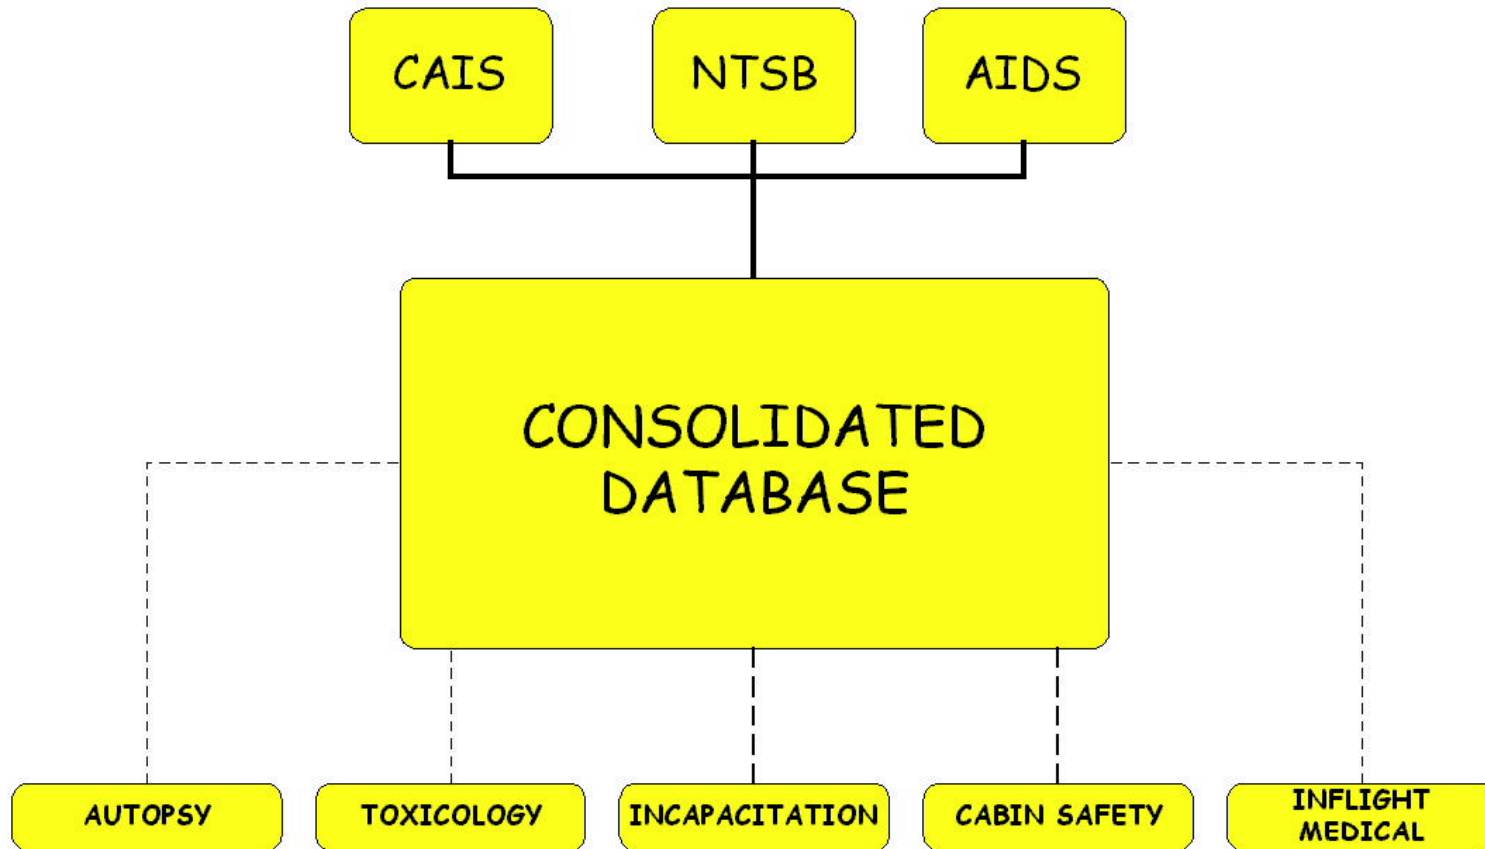 CAIS
NTSB
AIDS
CONSOLIDATED
DATABASE
AUTOPSY
TOXICOLOGY
INCAPACITATION
CABIN SAFETY
INFLIGHT
MEDICAL